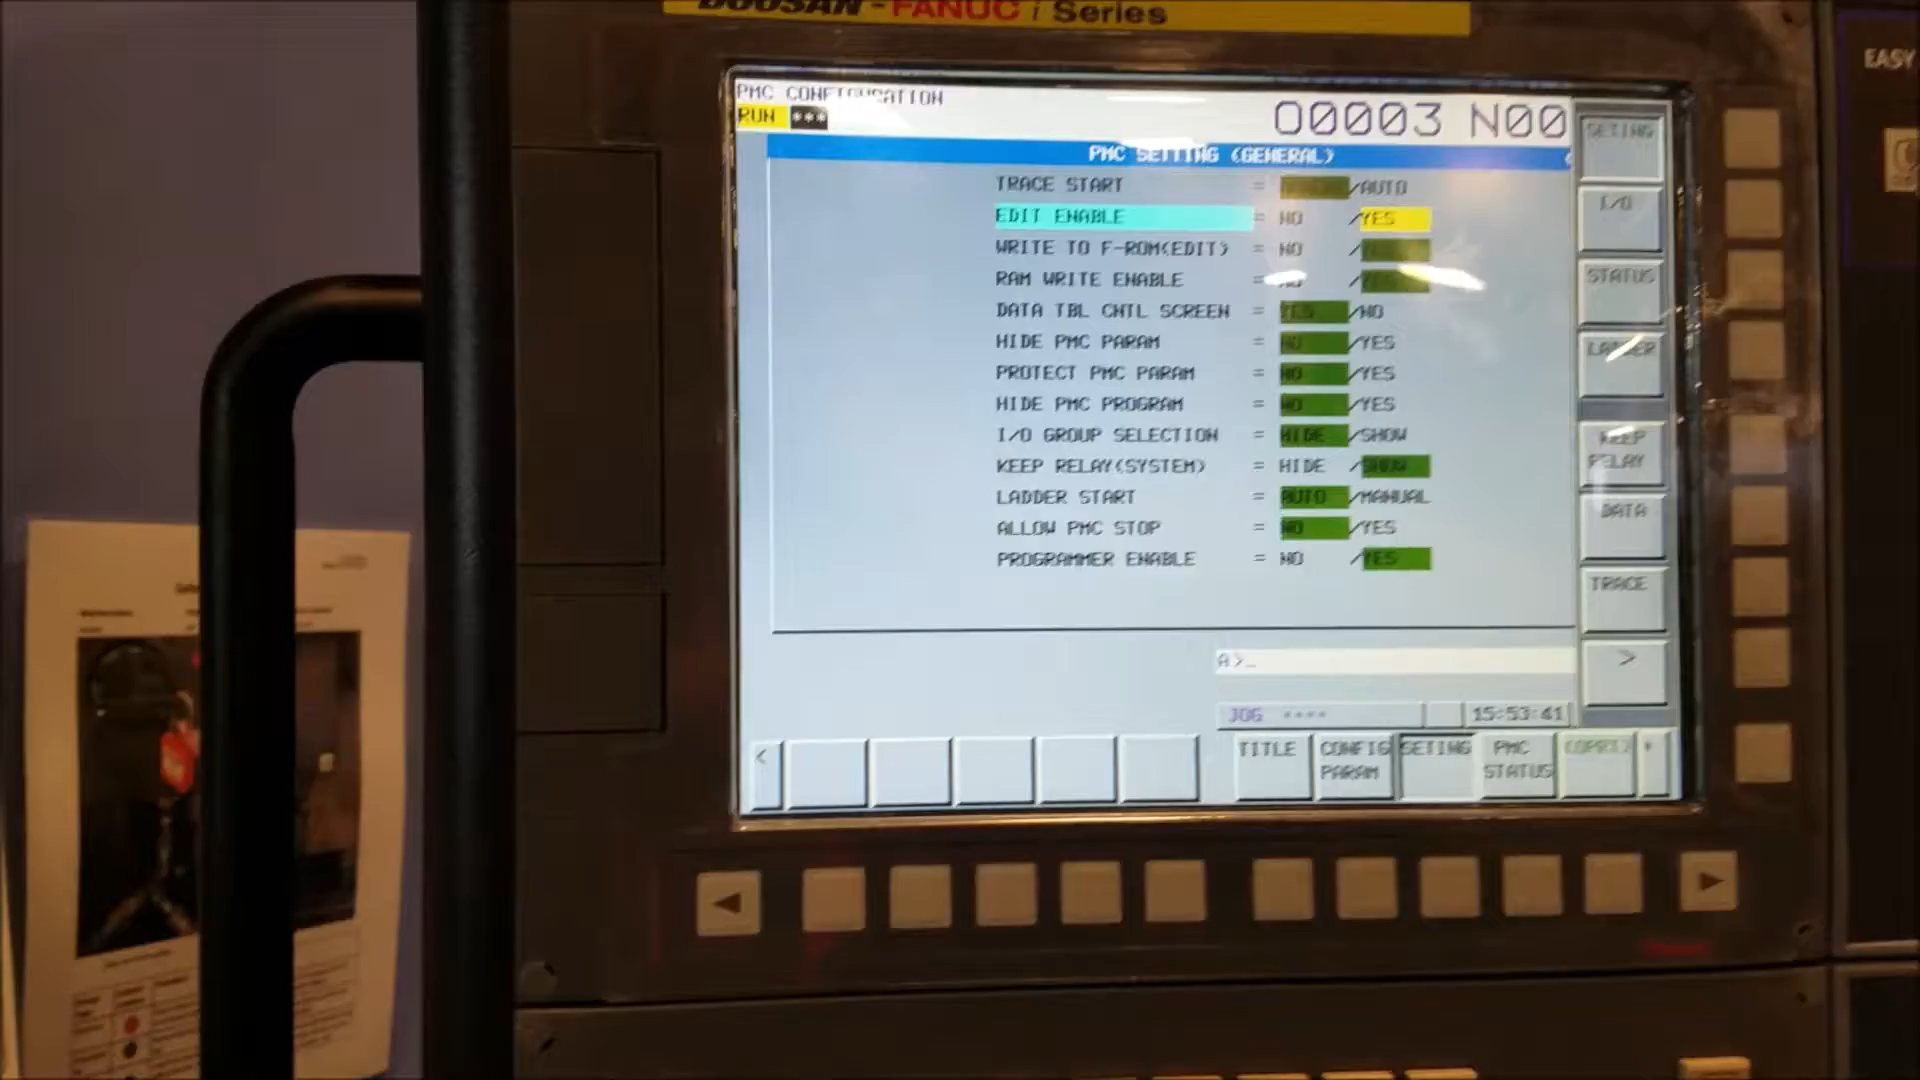 DOOSAN - FANUC i Series
EASY
PMC CONFIGURATION
RUN ***
O0003 N00
PMC SETTING (GENERAL)
TRACE START = /AUTO
EDIT ENABLE = NO /YES
WRITE TO F-ROM(EDIT) = NO /
RAM WRITE ENABLE = NO /
DATA TBL CNTL SCREEN = YES /NO
HIDE PMC PARAM = NO /YES
PROTECT PMC PARAM = NO /YES
HIDE PMC PROGRAM = NO /YES
I/O GROUP SELECTION = HIDE /SHOW
KEEP RELAY(SYSTEM) = HIDE /SHOW
LADDER START = AUTO /MANUAL
ALLOW PMC STOP = NO /YES
PROGRAMMER ENABLE = NO /YES
A>_
JOG **** 15:53:41
SETING
I/O
STATUS
LADDER
KEEP
RELAY
DATA
TRACE
>
< TITLE CONFIG
PARAM SETING PMC
STATUS (OPRT) +